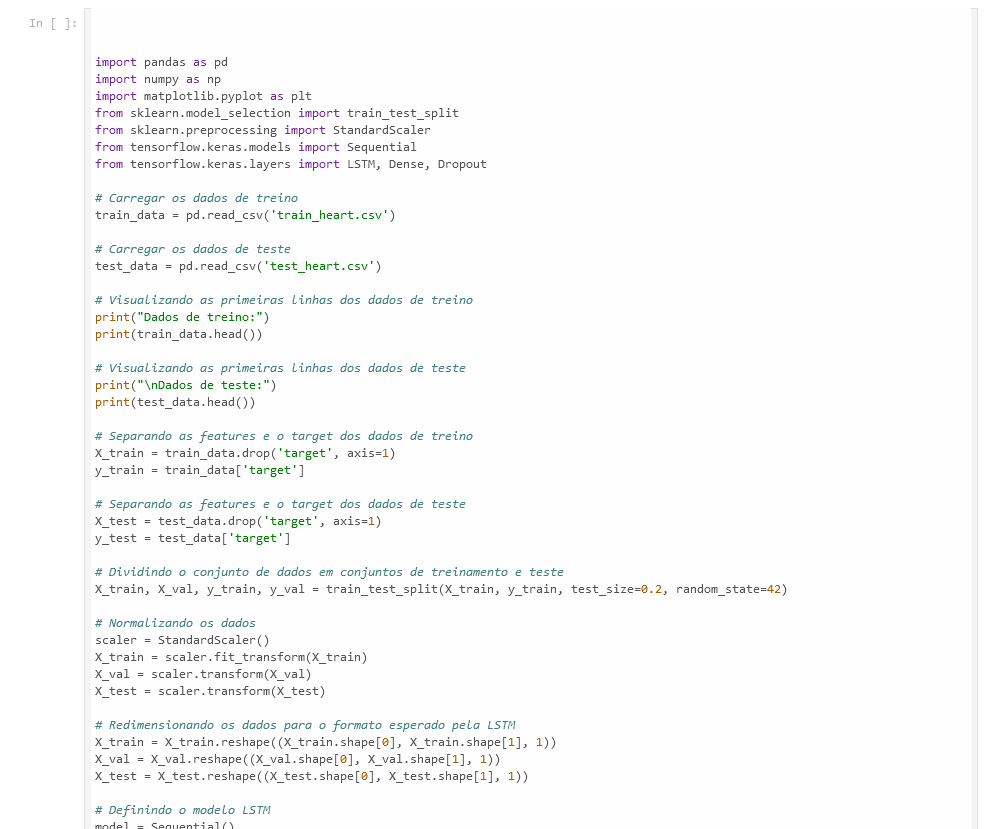 In [ ]:
import pandas as pd
import numpy as np
import matplotlib.pyplot as plt
from sklearn.model_selection import train_test_split
from sklearn.preprocessing import StandardScaler
from tensorflow.keras.models import Sequential
from tensorflow.keras.layers import LSTM, Dense, Dropout
# Carregar os dados de treino
train_data = pd.read_csv('train_heart.csv')
# Carregar os dados de teste
test_data = pd.read_csv('test_heart.csv')
# Visualizando as primeiras linhas dos dados de treino
print("Dados de treino:")
print(train_data.head())
# Visualizando as primeiras linhas dos dados de teste
print("\nDados de teste:")
print(test_data.head())
# Separando as features e o target dos dados de treino
X_train = train_data.drop('target', axis=1)
y_train = train_data['target']
# Separando as features e o target dos dados de teste
X_test = test_data.drop('target', axis=1)
y_test = test_data['target']
# Dividindo o conjunto de dados em conjuntos de treinamento e teste
X_train, X_val, y_train, y_val = train_test_split(X_train, y_train, test_size=0.2, random_state=42)
# Normalizando os dados
scaler = StandardScaler()
X_train = scaler.fit_transform(X_train)
X_val = scaler.transform(X_val)
X_test = scaler.transform(X_test)
# Redimensionando os dados para o formato esperado pela LSTM
X_train = X_train.reshape((X_train.shape[0], X_train.shape[1], 1))
X_val = X_val.reshape((X_val.shape[0], X_val.shape[1], 1))
X_test = X_test.reshape((X_test.shape[0], X_test.shape[1], 1))
# Definindo o modelo LSTM
model = Sequential()